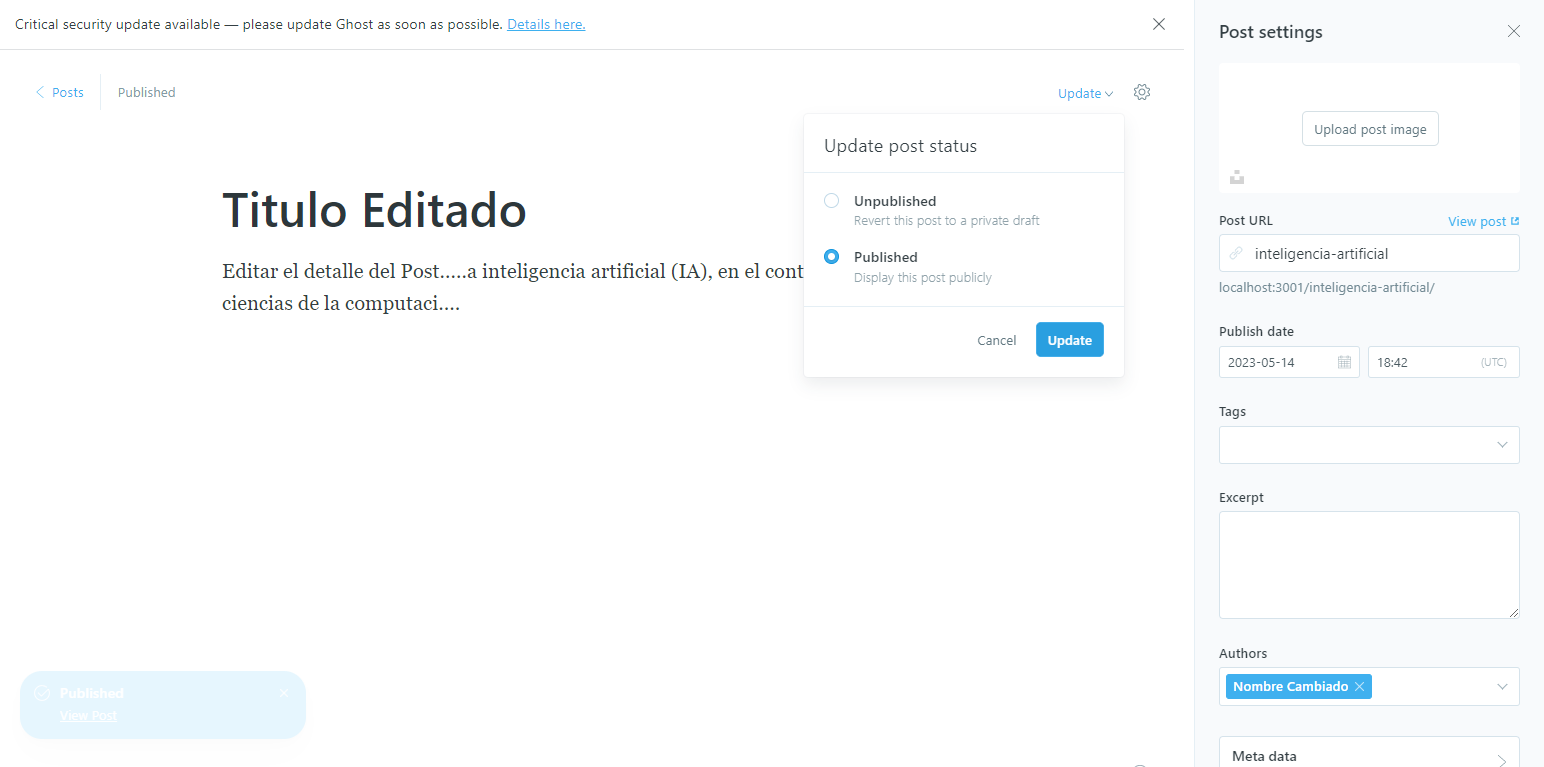 Critical security update available — please update Ghost as soon as possible. Details here.
Posts
Published
Update
Update post status
Unpublished
Revert this post to a private draft
Published
Display this post publicly
Cancel
Update
Titulo Editado
Editar el detalle del Post.....a inteligencia artificial (IA), en el cont
ciencias de la computaci....
Published
View Post
Post settings
Upload post image
Post URL
View post
inteligencia-artificial
localhost:3001/inteligencia-artificial/
Publish date
2023-05-14
18:42
(UTC)
Tags
Excerpt
Authors
Nombre Cambiado
Meta data